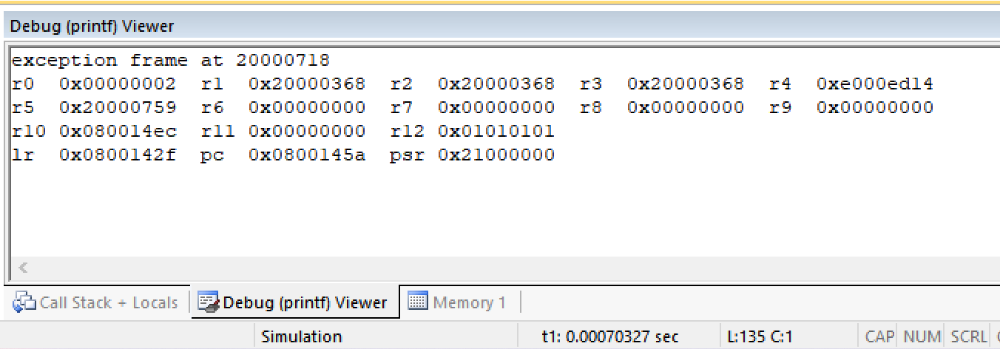 Debug (printf) Viewer
exception frame at 20000718
r0 0x00000002 r1 0x20000368 r2 0x20000368 r3 0x20000368 r4 0xe000ed14
r5 0x20000759 r6 0x00000000 r7 0x00000000 r8 0x00000000 r9 0x00000000
r10 0x080014ec r11 0x00000000 r12 0x01010101
lr 0x0800142f pc 0x0800145a psr 0x21000000
Call Stack + Locals Debug (printf) Viewer Memory 1
Simulation t1: 0.00070327 sec L:135 C:1 CAP NUM SCRL